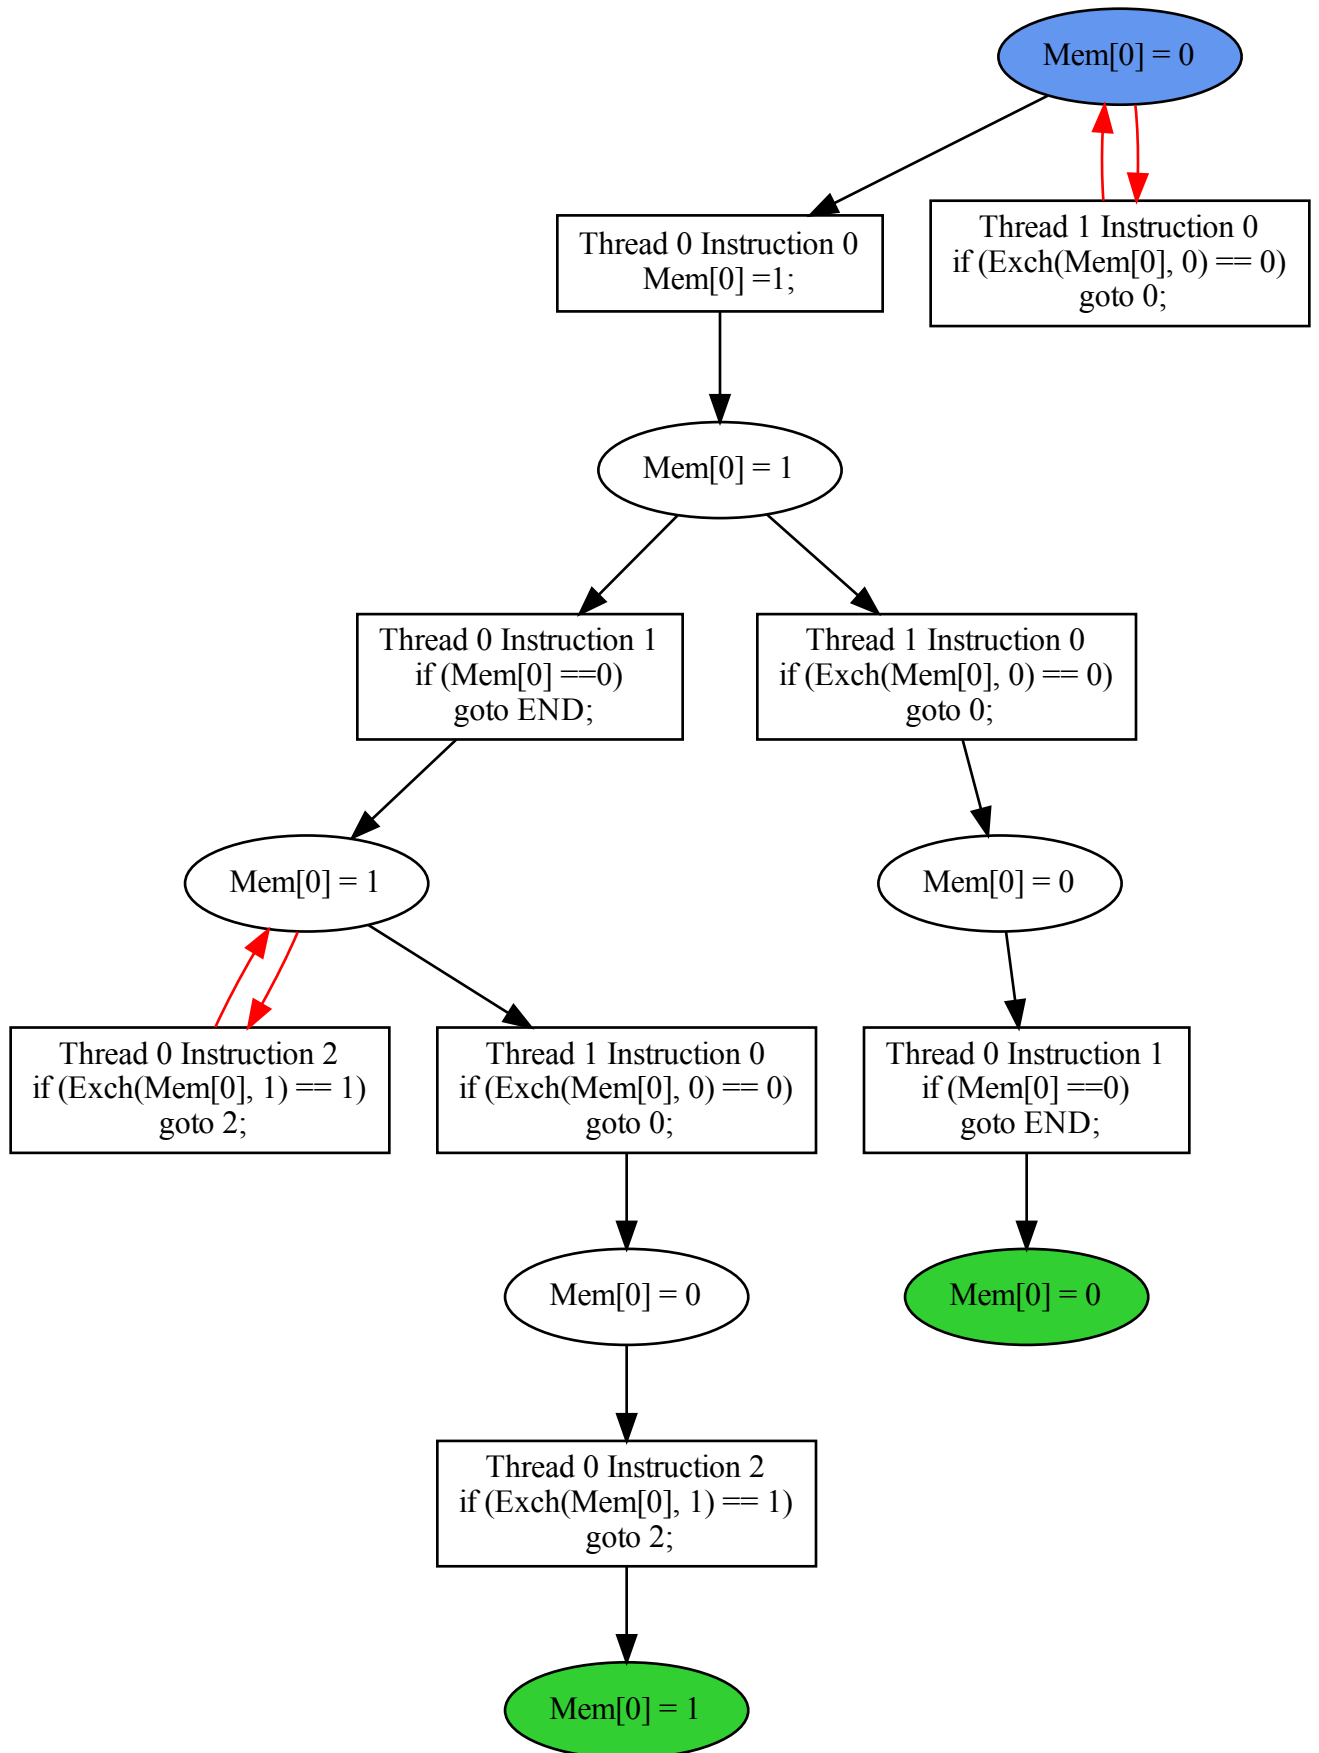 Mem[0] = 0
Thread 0 Instruction 0
Mem[0] =1;
Thread 1 Instruction 0
if (Exch(Mem[0], 0) == 0)
goto 0;
Mem[0] = 1
Thread 0 Instruction 1
if (Mem[0] ==0)
goto END;
Thread 1 Instruction 0
if (Exch(Mem[0], 0) == 0)
goto 0;
Mem[0] = 1
Mem[0] = 0
Thread 0 Instruction 2
if (Exch(Mem[0], 1) == 1)
goto 2;
Thread 1 Instruction 0
if (Exch(Mem[0], 0) == 0)
goto 0;
Thread 0 Instruction 1
if (Mem[0] ==0)
goto END;
Mem[0] = 0
Mem[0] = 0
Thread 0 Instruction 2
if (Exch(Mem[0], 1) == 1)
goto 2;
Mem[0] = 1